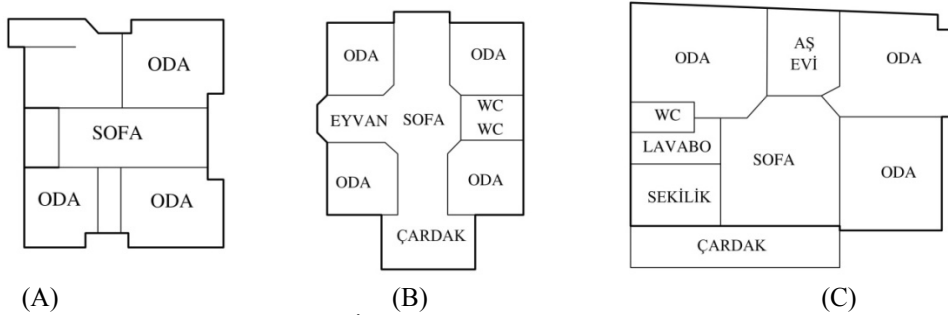 ODA
SOFA
ODA
ODA
(A)
ODA
ODA
EYVAN
SOFA
WC
WC
ODA
ODA
ÇARDAK
(B)
ODA
AŞ
EVİ
ODA
WC
LAVABO
SOFA
ODA
SEKİLİK
ÇARDAK
(C)